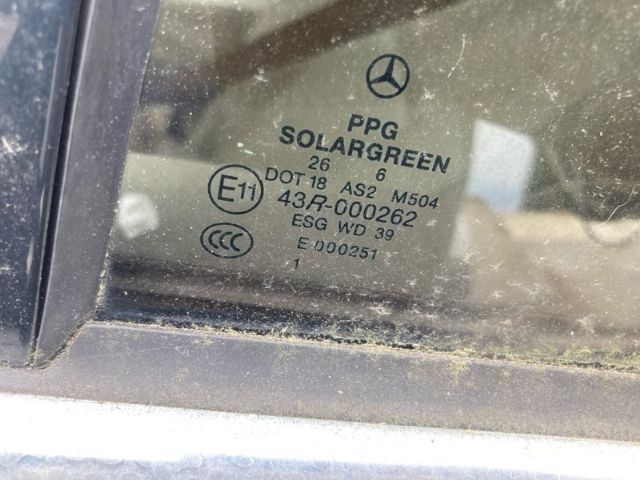 PPG
SOLARGREEN
26 6
DOT 18 AS2 M504
E11 43R-000262
ESG WD 39
CCC E 000251
1